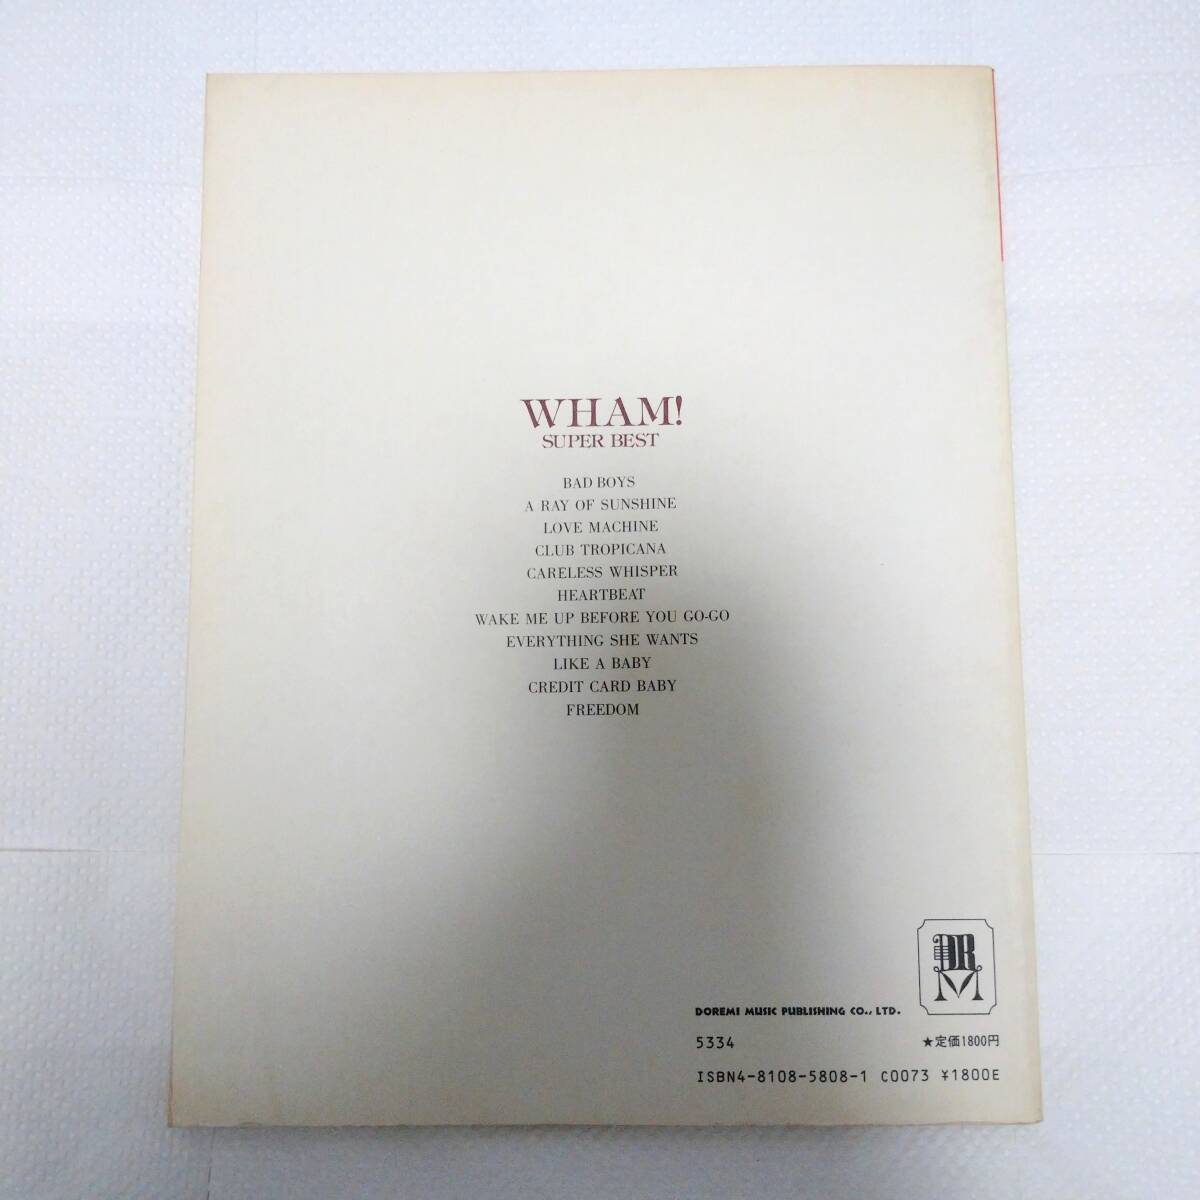 WHAM!
SUPER BEST
BAD BOYS
A RAY OF SUNSHINE
LOVE MACHINE
CLUB TROPICANA
CARELESS WHISPER
HEARTBEAT
WAKE ME UP BEFORE YOU GO-GO
EVERYTHING SHE WANTS
LIKE A BABY
CREDIT CARD BABY
FREEDOM
DRM
DOREMI MUSIC PUBLISHING CO., LTD.
5334 ★定価1800円
ISBN4-8108-5808-1 C0073 ¥1800E